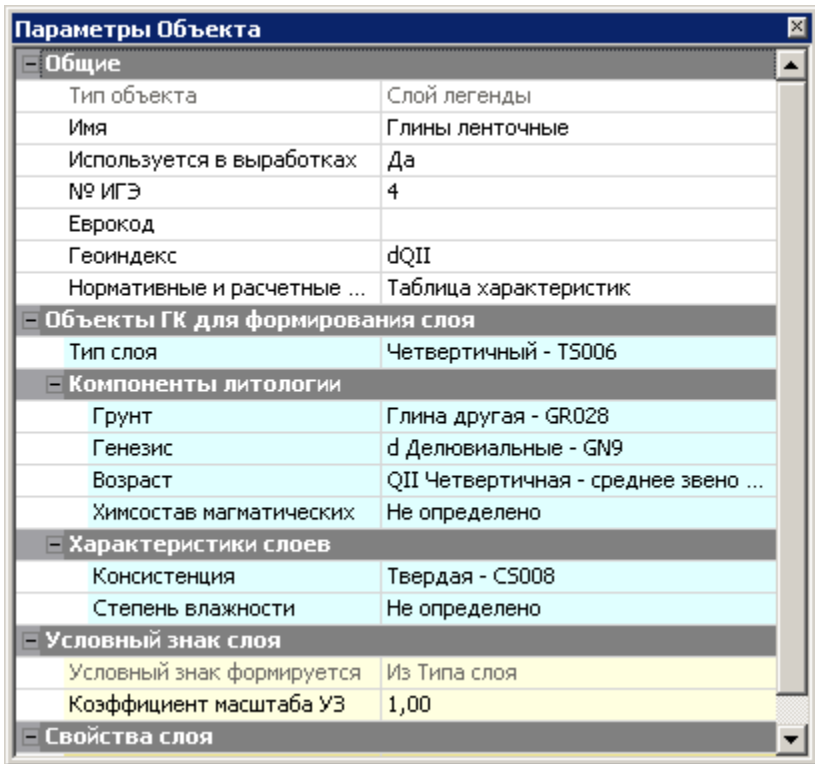 Параметры Объекта
Общие
Тип объекта Слой легенды
Имя Глины ленточные
Используется в выработках Да
№ ИГЭ 4
Еврокод
Геоиндекс dQII
Нормативные и расчетные ... Таблица характеристик
Объекты ГК для формирования слоя
Тип слоя Четвертичный - TS006
Компоненты литологии
Грунт Глина другая - GR028
Генезис d Делювиальные - GN9
Возраст QII Четвертичная - среднее звено ...
Химсостав магматических Не определено
Характеристики слоев
Консистенция Твердая - CS008
Степень влажности Не определено
Условный знак слоя
Условный знак формируется Из Типа слоя
Коэффициент масштаба УЗ 1,00
Свойства слоя